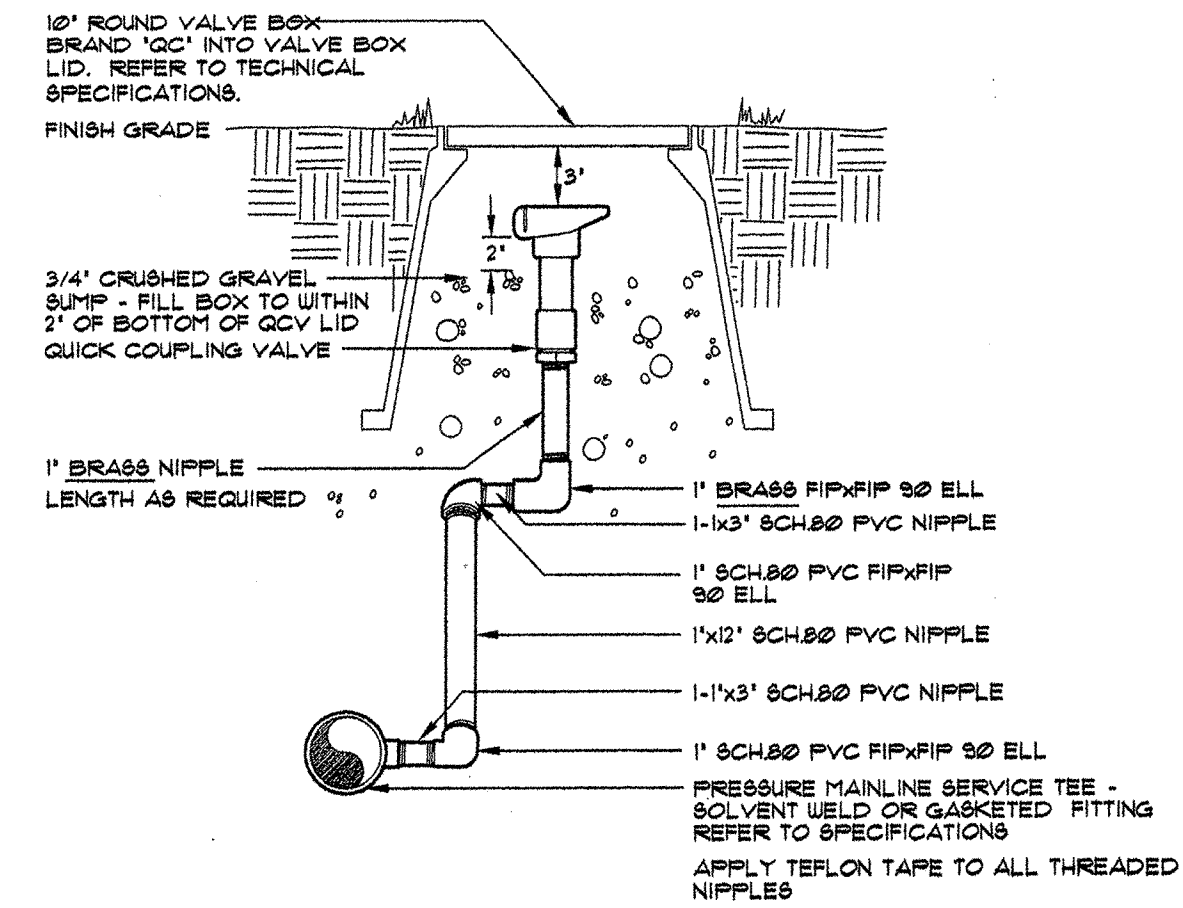 10" ROUND VALVE BOX
BRAND "QC" INTO VALVE BOX
LID. REFER TO TECHNICAL
SPECIFICATIONS.
FINISH GRADE
3"
2"
3/4" CRUSHED GRAVEL
SUMP - FILL BOX TO WITHIN
2" OF BOTTOM OF QCV LID
QUICK COUPLING VALVE
1" BRASS NIPPLE
LENGTH AS REQUIRED
1" BRASS FIPxFIP 90 ELL
1-1x3" SCH.80 PVC NIPPLE
1" SCH.80 PVC FIPxFIP
90 ELL
1"x12" SCH.80 PVC NIPPLE
1-1"x3" SCH.80 PVC NIPPLE
1" SCH.80 PVC FIPxFIP 90 ELL
PRESSURE MAINLINE SERVICE TEE -
SOLVENT WELD OR GASKETED FITTING
REFER TO SPECIFICATIONS
APPLY TEFLON TAPE TO ALL THREADED
NIPPLES